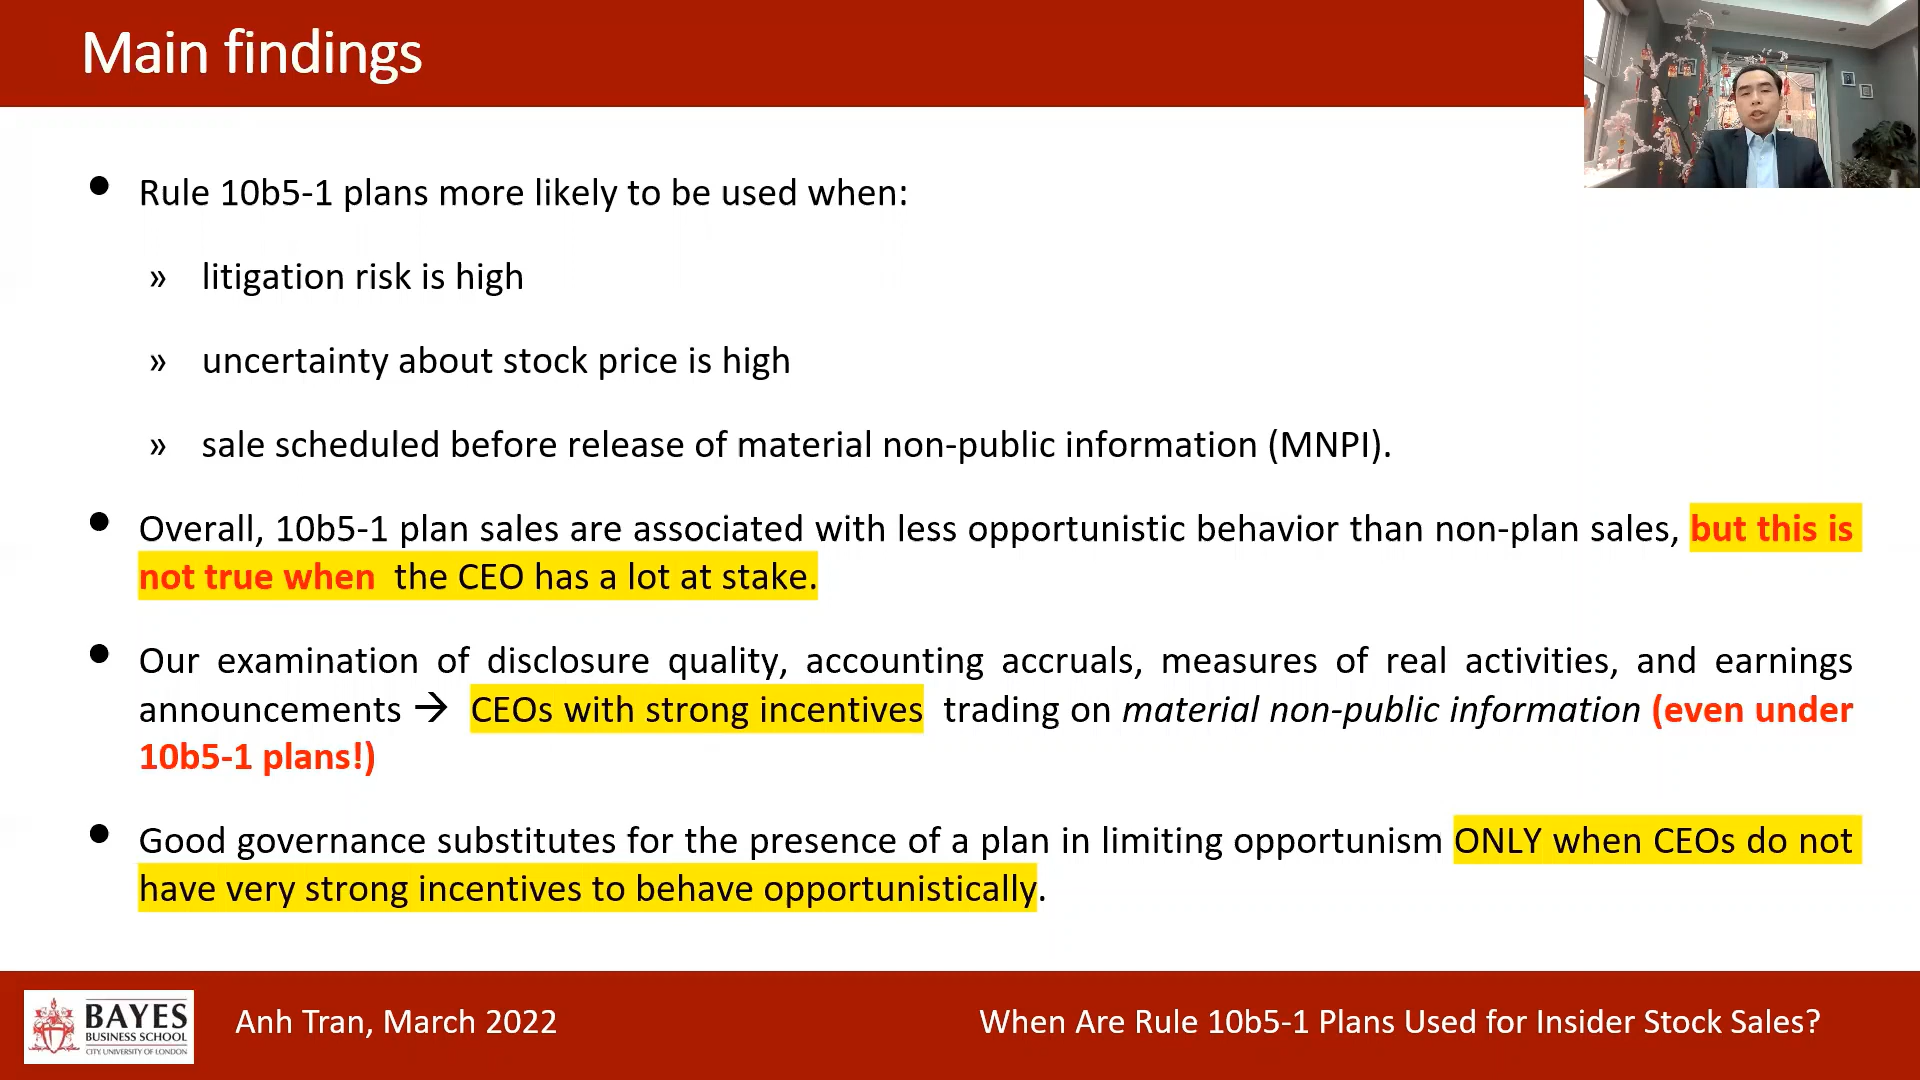 Main findings
• Rule 10b5-1 plans more likely to be used when:
» litigation risk is high
» uncertainty about stock price is high
» sale scheduled before release of material non-public information (MNPI).
• Overall, 10b5-1 plan sales are associated with less opportunistic behavior than non-plan sales, but this is
not true when the CEO has a lot at stake.
• Our examination of disclosure quality, accounting accruals, measures of real activities, and earnings
announcements → CEOs with strong incentives trading on material non-public information (even under
10b5-1 plans!)
• Good governance substitutes for the presence of a plan in limiting opportunism ONLY when CEOs do not
have very strong incentives to behave opportunistically.
BAYES
BUSINESS SCHOOL
CITY, UNIVERSITY OF LONDON
Anh Tran, March 2022
When Are Rule 10b5-1 Plans Used for Insider Stock Sales?